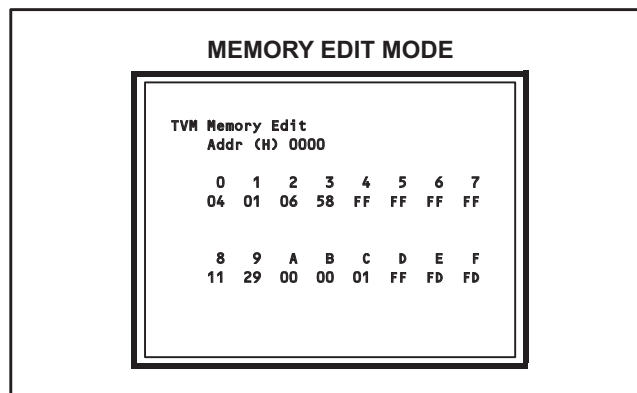 MEMORY EDIT MODE
TVM Memory Edit
Addr (H) 0000
0 1 2 3 4 5 6 7
04 01 06 58 FF FF FF FF
8 9 A B C D E F
11 29 00 00 01 FF FD FD